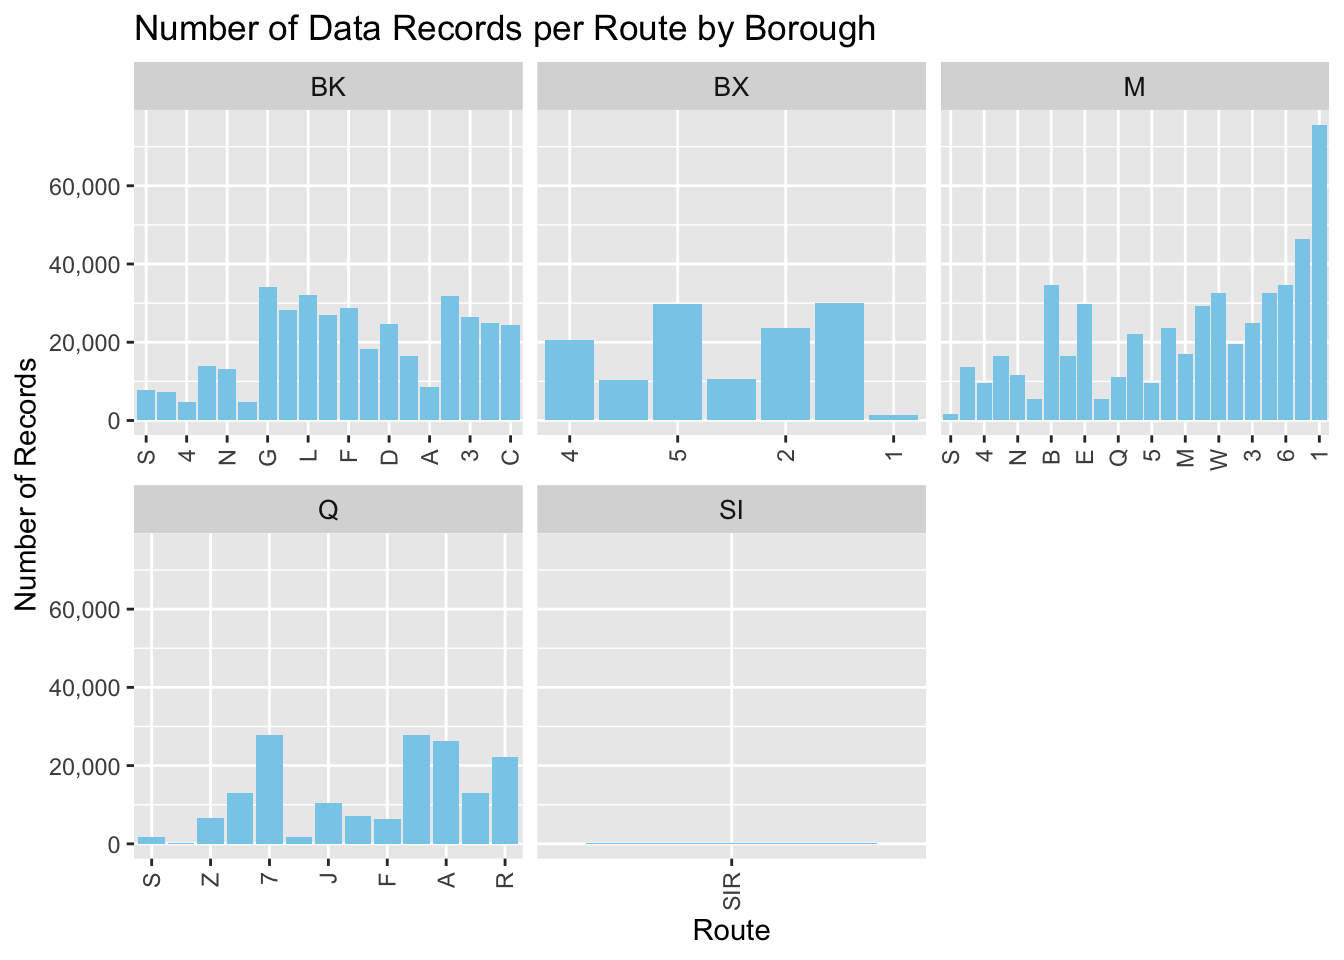 Number of Data Records per Route by Borough
BK
BX
M
60,000
40,000
20,000
0
S 4 N G L F D A 3 C
4 5 2 1
S 4 N B E Q 5 M W 3 6 1
Number of Records
Q
SI
60,000
40,000
20,000
0
S Z 7 J F A R
SIR
Route